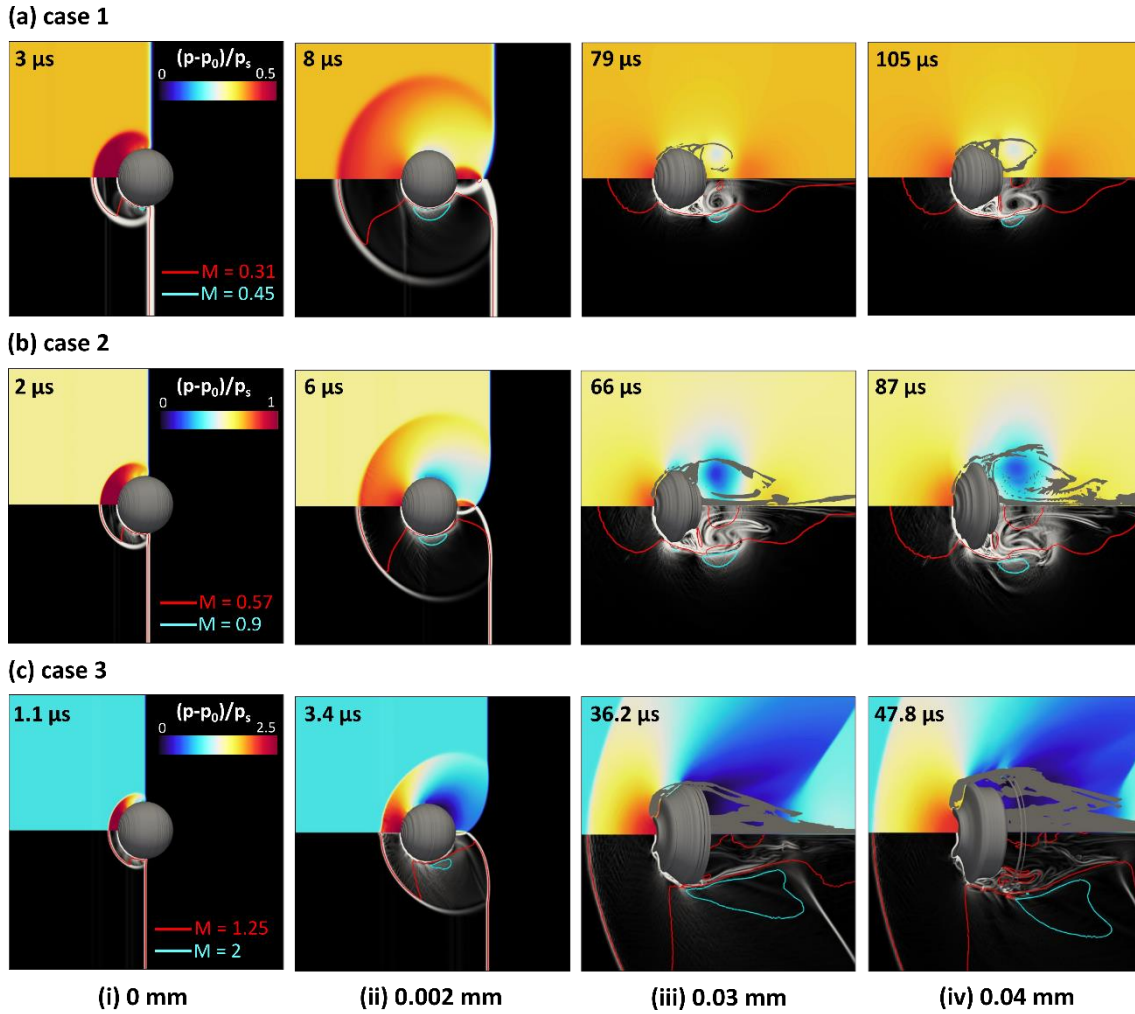 (a) case 1
3 μs
(p-p₀)/pₛ
0 0.5
M = 0.31
M = 0.45
8 μs
79 μs
105 μs
(b) case 2
2 μs
(p-p₀)/pₛ
0 1
M = 0.57
M = 0.9
6 μs
66 μs
87 μs
(c) case 3
1.1 μs
(p-p₀)/pₛ
0 2.5
M = 1.25
M = 2
3.4 μs
36.2 μs
47.8 μs
(i) 0 mm
(ii) 0.002 mm
(iii) 0.03 mm
(iv) 0.04 mm